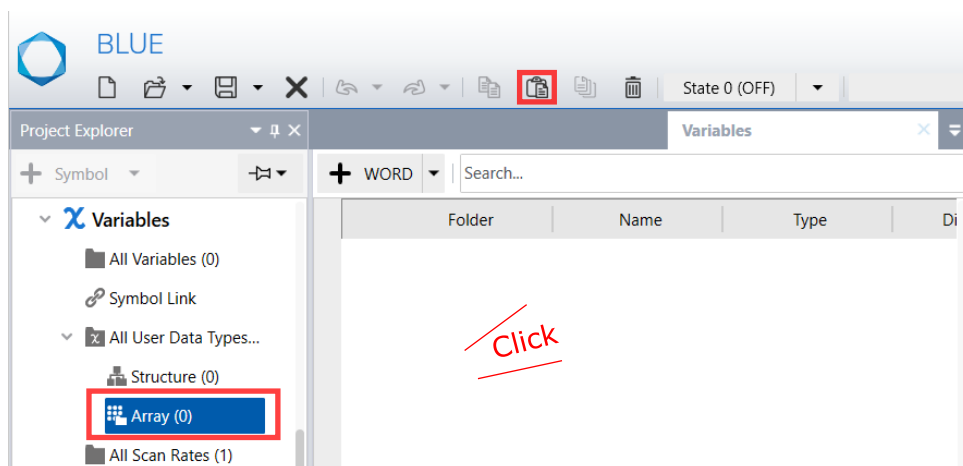 BLUE
State 0 (OFF)
Project Explorer
Variables
Symbol
WORD
Search...
Variables
Folder Name Type Di
All Variables (0)
Symbol Link
All User Data Types...
Structure (0)
Click
Array (0)
All Scan Rates (1)